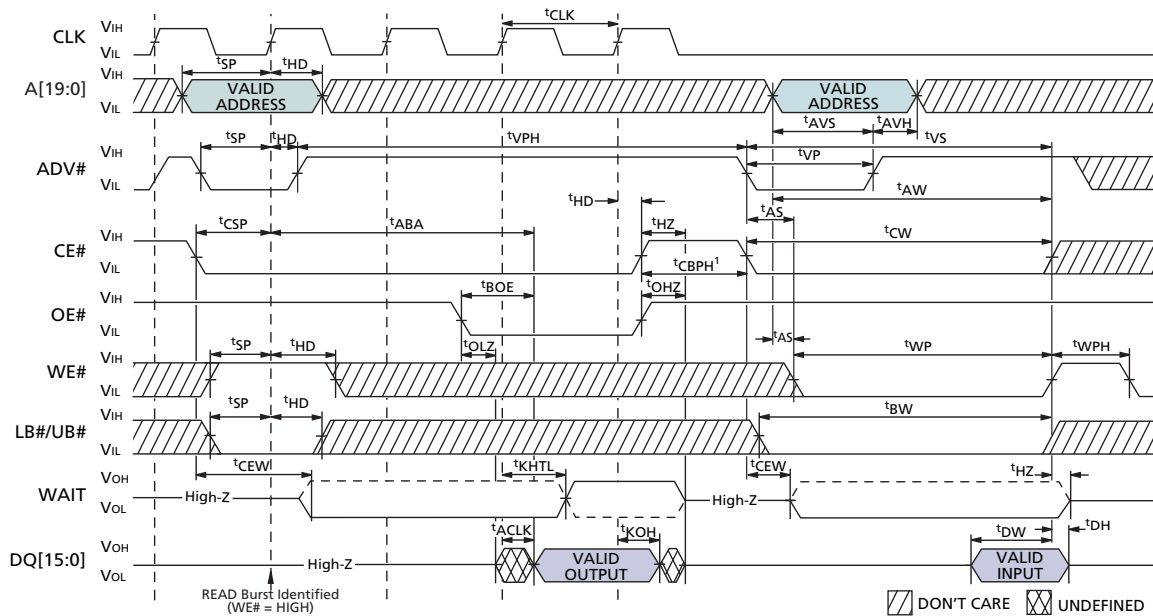 tCLK
CLK
VIH
VIL
tSP
tHD
A[19:0]
VIH
VIL
VALID
ADDRESS
VALID
ADDRESS
tAVS
tAVH
ADV#
VIH
VIL
tSP
tHD
tVPH
tVS
tVP
tHD
tAS
tAW
CE#
VIH
VIL
tCSP
tABA
tHZ
tCW
tCBPH1
OE#
VIH
VIL
tBOE
tOHZ
tOLZ
tAS
WE#
VIH
VIL
tSP
tHD
tWP
tWPH
LB#/UB#
VIH
VIL
tSP
tHD
tBW
WAIT
VOH
VOL
tCEW
High-Z
tKHTL
High-Z
tCEW
tHZ
DQ[15:0]
VOH
VOL
High-Z
tACLK
VALID
OUTPUT
tKOH
tDW
tDH
VALID
INPUT
READ Burst Identified
(WE# = HIGH)
DON'T CARE
UNDEFINED